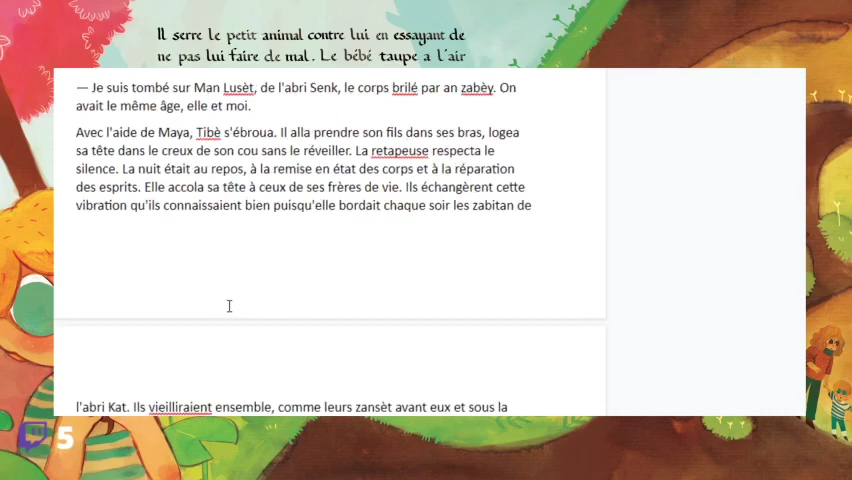 Il serre le petit animal contre lui en essayant de
ne pas lui faire de mal. Le bébé taupe a l'air
— Je suis tombé sur Man Lusèt, de l'abri Senk, le corps brilé par an zabèy. On
avait le même âge, elle et moi.
Avec l'aide de Maya, Tibè s'ébroua. Il alla prendre son fils dans ses bras, logea
sa tête dans le creux de son cou sans le réveiller. La retapeuse respecta le
silence. La nuit était au repos, à la remise en état des corps et à la réparation
des esprits. Elle accola sa tête à ceux de ses frères de vie. Ils échangèrent cette
vibration qu'ils connaissaient bien puisqu'elle bordait chaque soir les zabitan de
l'abri Kat. Ils vieilliraient ensemble, comme leurs zansèt avant eux et sous la
5